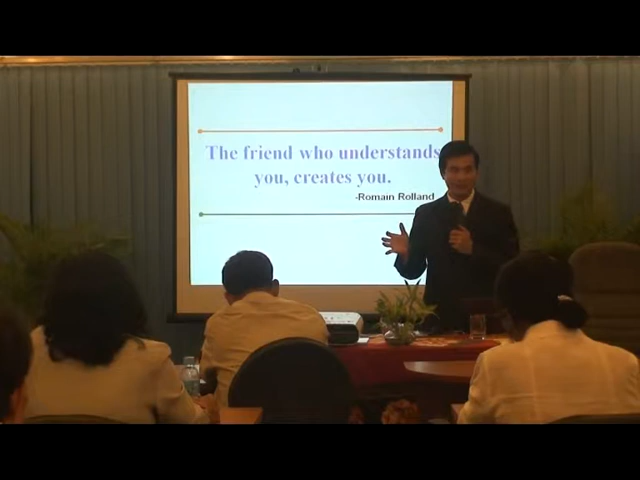 The friend who understands
you, creates you.
-Romain Rolland